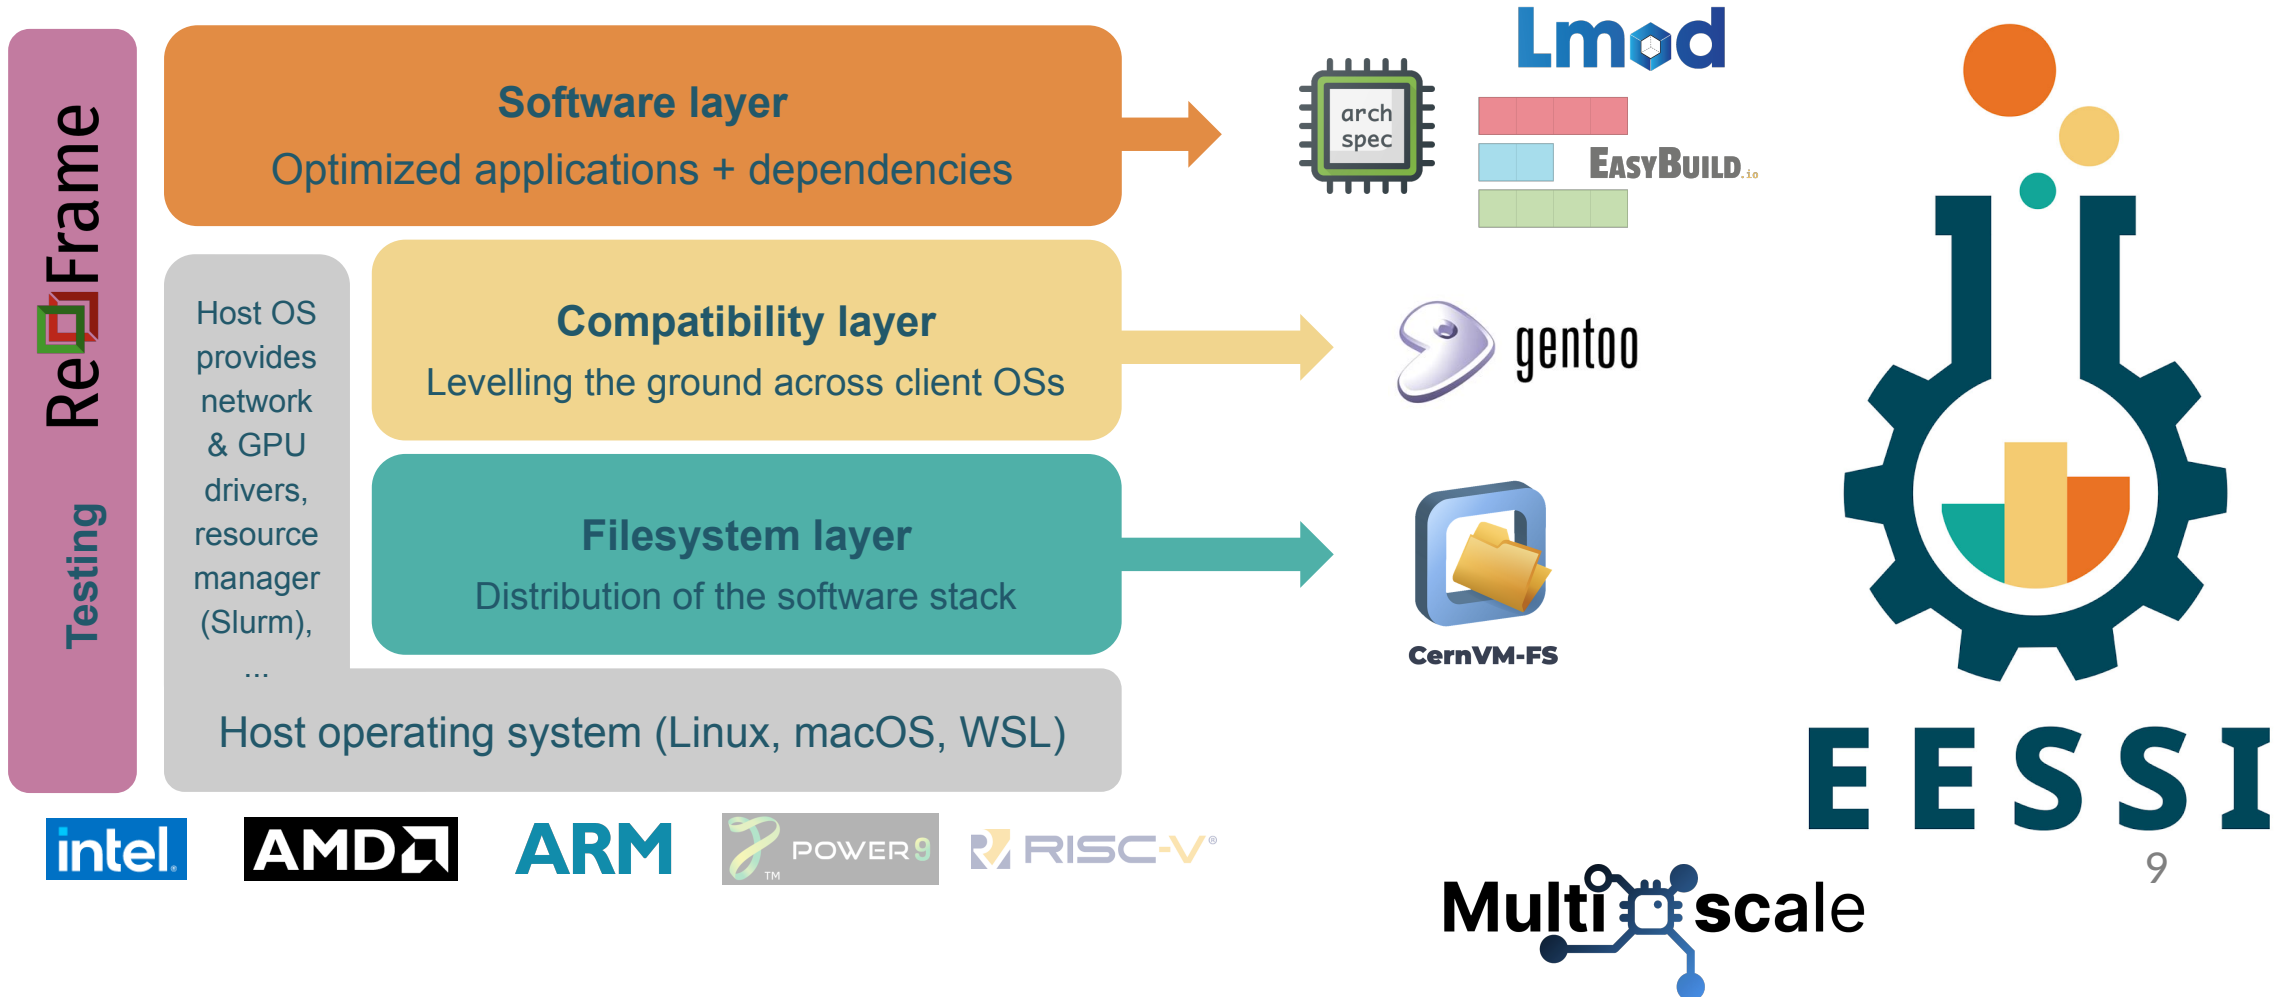 ReFrame
Testing
Software layer
Optimized applications + dependencies
Host OS
provides
network
& GPU
drivers,
resource
manager
(Slurm),
...
Compatibility layer
Levelling the ground across client OSs
Filesystem layer
Distribution of the software stack
Host operating system (Linux, macOS, WSL)
arch
spec
Lmod
EASYBUILD.io
gentoo
CernVM-FS
intel.
AMD
ARM
POWER9
TM
RISC-V®
EESSI
9
Multiscale